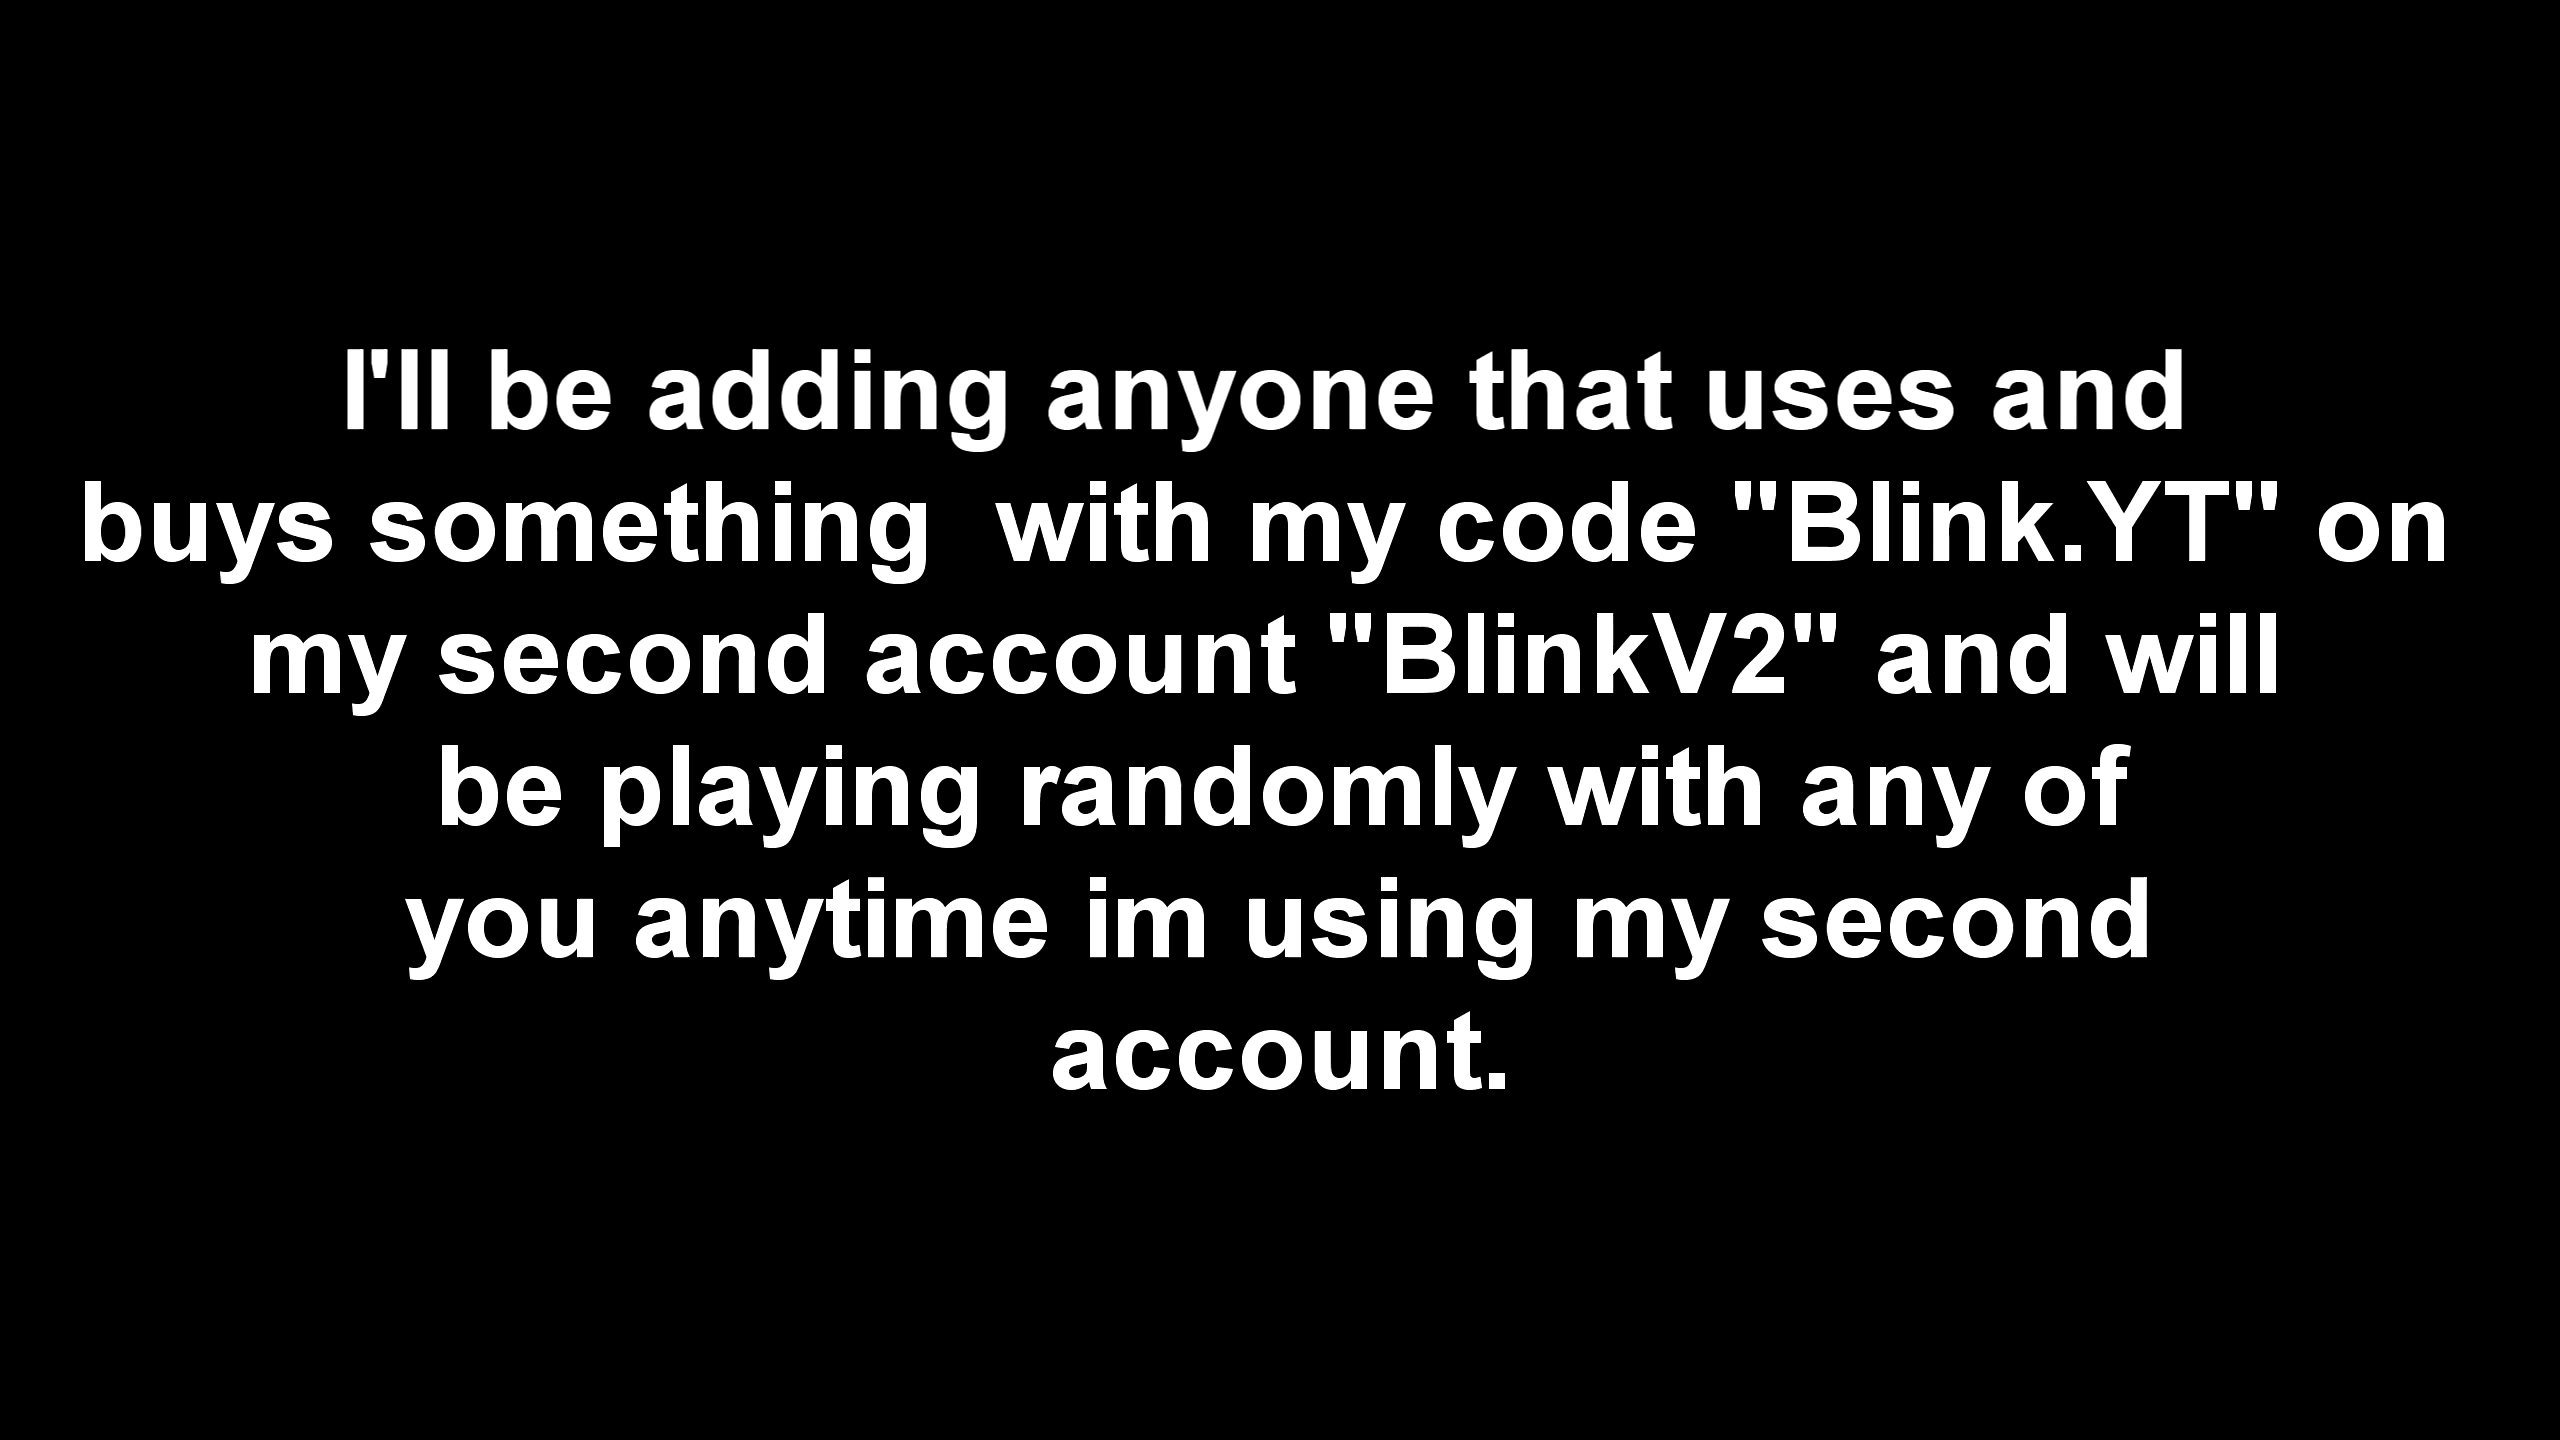 I'll be adding anyone that uses and
buys something  with my code "Blink.YT" on
my second account "BlinkV2" and will
be playing randomly with any of
you anytime im using my second
account.